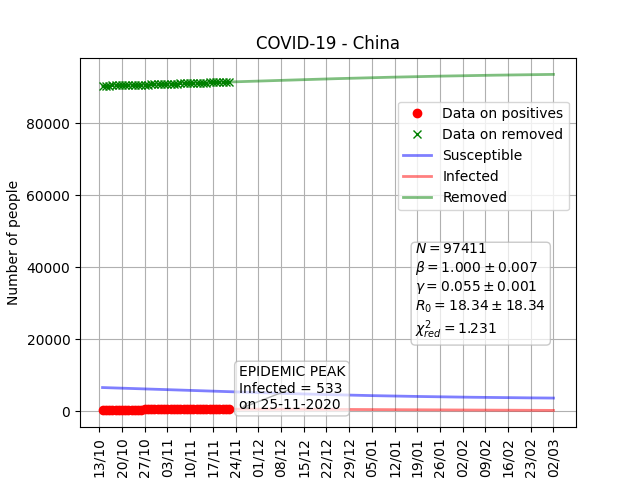 COVID-19 - China
Number of people
80000
60000
40000
20000
0
Data on positives
Data on removed
Susceptible
Infected
Removed
N = 97411
β = 1.000 ± 0.007
γ = 0.055 ± 0.001
R₀ = 18.34 ± 18.34
χ²red = 1.231
EPIDEMIC PEAK
Infected = 533
on 25-11-2020
13/10
20/10
27/10
03/11
10/11
17/11
24/11
01/12
08/12
15/12
22/12
29/12
05/01
12/01
19/01
26/01
02/02
09/02
16/02
23/02
02/03